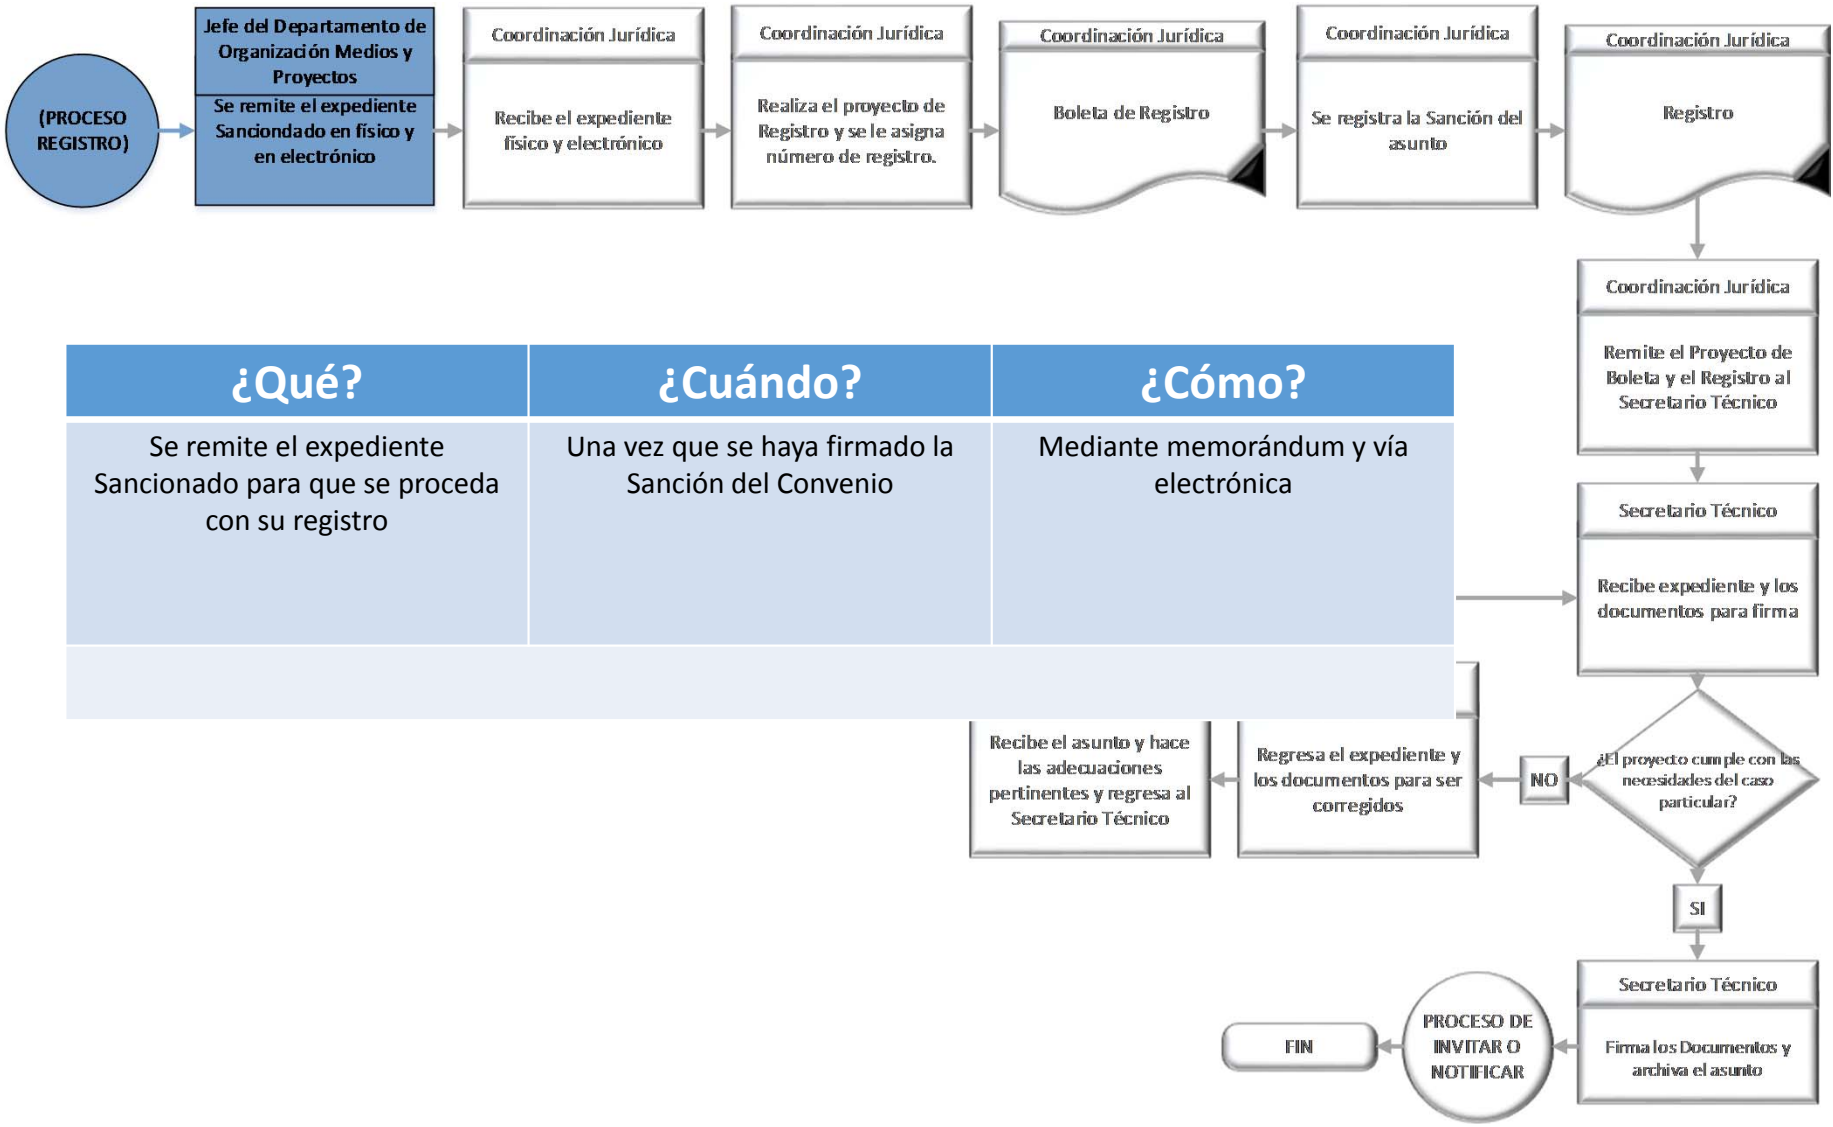 (PROCESO
REGISTRO)
Jefe del Departamento de
Organización Medios y
Proyectos
Se remite el expediente
Sanciondado en físico y
en electrónico
Coordinación Jurídica
Recibe el expediente
físico y electrónico
Coordinación Jurídica
Realiza el proyecto de
Registro y se le asigna
número de registro.
Coordinación Jurídica
Boleta de Registro
Coordinación Jurídica
Se registra la Sanción del
asunto
Coordinación Jurídica
Registro
Coordinación Jurídica
Remite el Proyecto de
Boleta y el Registro al
Secretario Técnico
¿Qué?
¿Cuándo?
¿Cómo?
Se remite el expediente
Sancionado para que se proceda
con su registro
Una vez que se haya firmado la
Sanción del Convenio
Mediante memorándum y vía
electrónica
Secretario Técnico
Recibe expediente y los
documentos para firma
¿El proyecto cumple con las
necesidades del caso
particular?
NO
Regresa el expediente y
los documentos para ser
corregidos
Recibe el asunto y hace
las adecuaciones
pertinentes y regresa al
Secretario Técnico
SI
Secretario Técnico
Firma los Documentos y
archiva el asunto
PROCESO DE
INVITAR O
NOTIFICAR
FIN